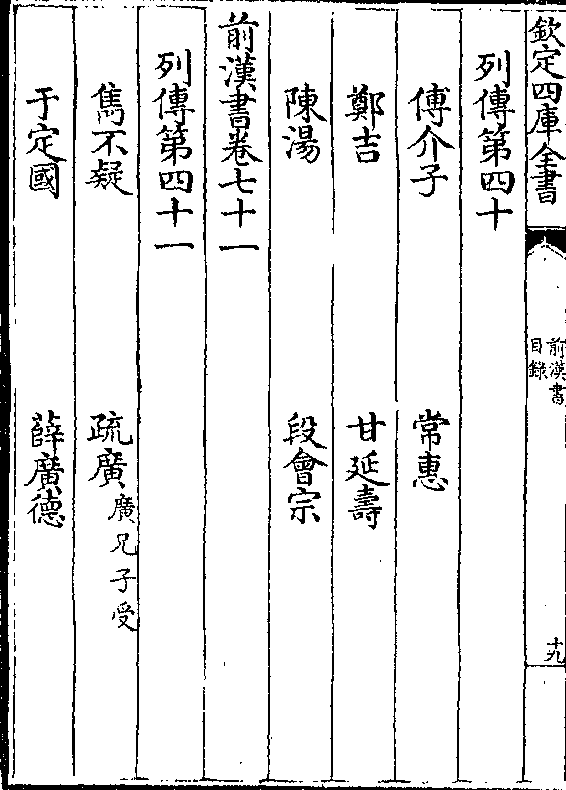 欽定四庫全書
前漢書
目錄
十九
列傳第四十
傅介子　常惠
鄭吉　甘延壽
陳湯　段會宗
前漢書卷七十一
列傳第四十一
雋不疑　疏廣　廣兄子受
于定國　薛廣德